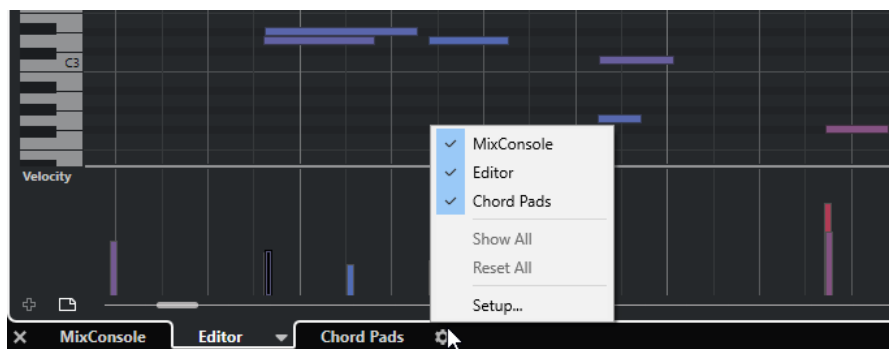 C3
Velocity
MixConsole
Editor
Chord Pads
Show All
Reset All
Setup...
MixConsole Editor Chord Pads